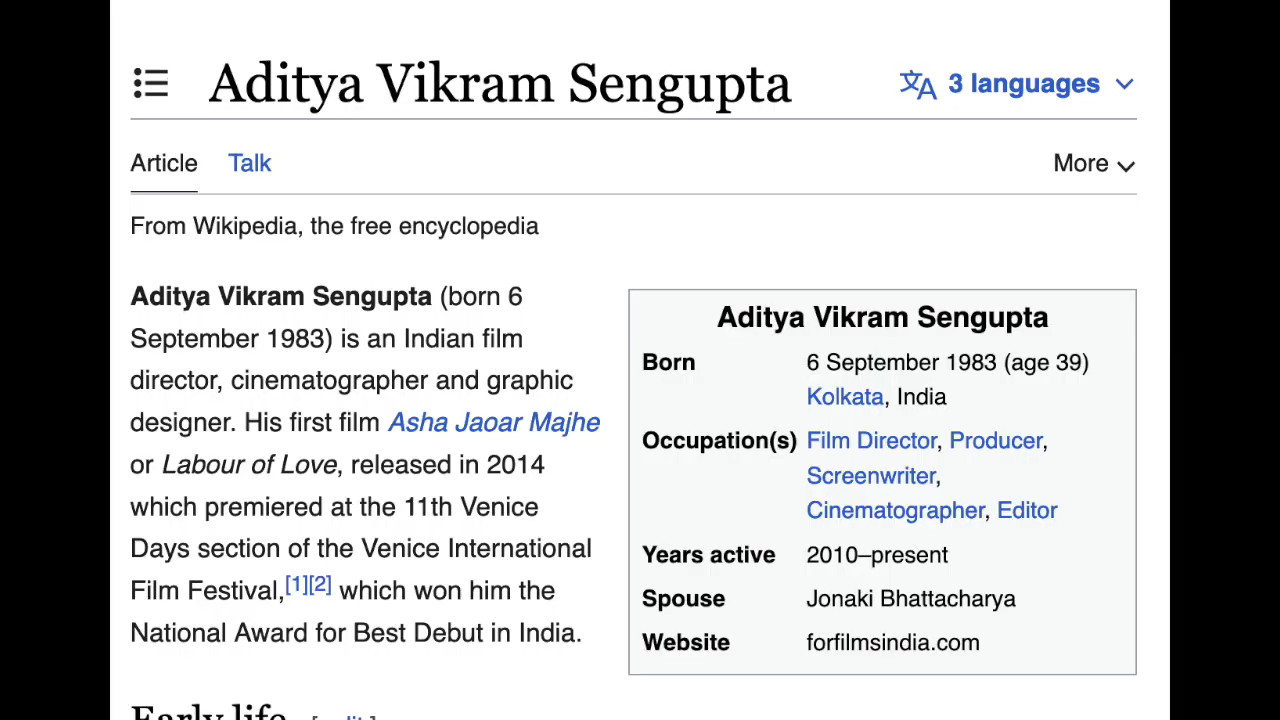 Aditya Vikram Sengupta
3 languages
Article
Talk
More
From Wikipedia, the free encyclopedia
Aditya Vikram Sengupta (born 6
September 1983) is an Indian film
director, cinematographer and graphic
designer. His first film Asha Jaoar Majhe
or Labour of Love, released in 2014
which premiered at the 11th Venice
Days section of the Venice International
Film Festival,[1][2] which won him the
National Award for Best Debut in India.
Aditya Vikram Sengupta
Born 6 September 1983 (age 39)
Kolkata, India
Occupation(s) Film Director, Producer,
Screenwriter,
Cinematographer, Editor
Years active 2010–present
Spouse Jonaki Bhattacharya
Website forfilmsindia.com
Early life [edit]